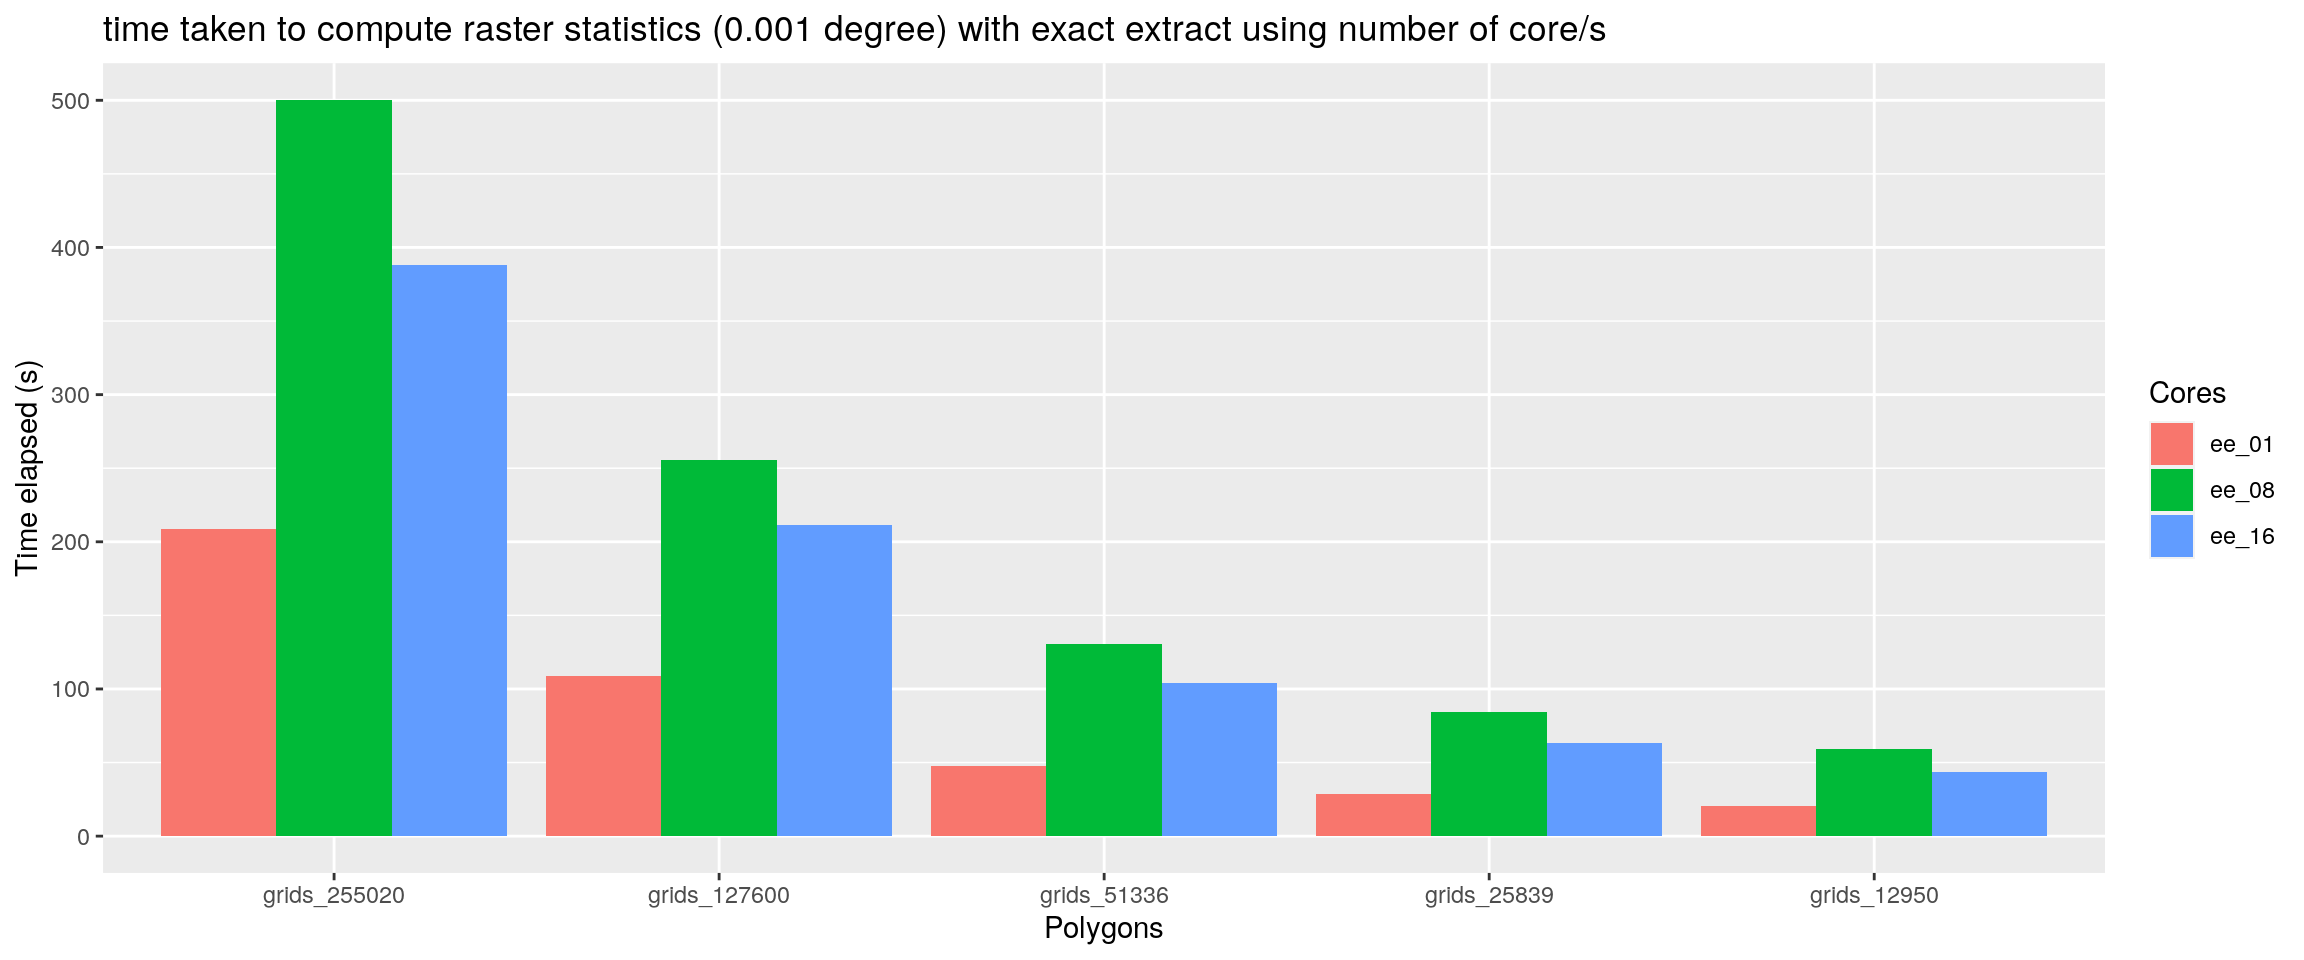 time taken to compute raster statistics (0.001 degree) with exact extract using number of core/s
Time elapsed (s)
500
400
300
200
100
0
grids_255020
grids_127600
grids_51336
grids_25839
grids_12950
Polygons
Cores
ee_01
ee_08
ee_16